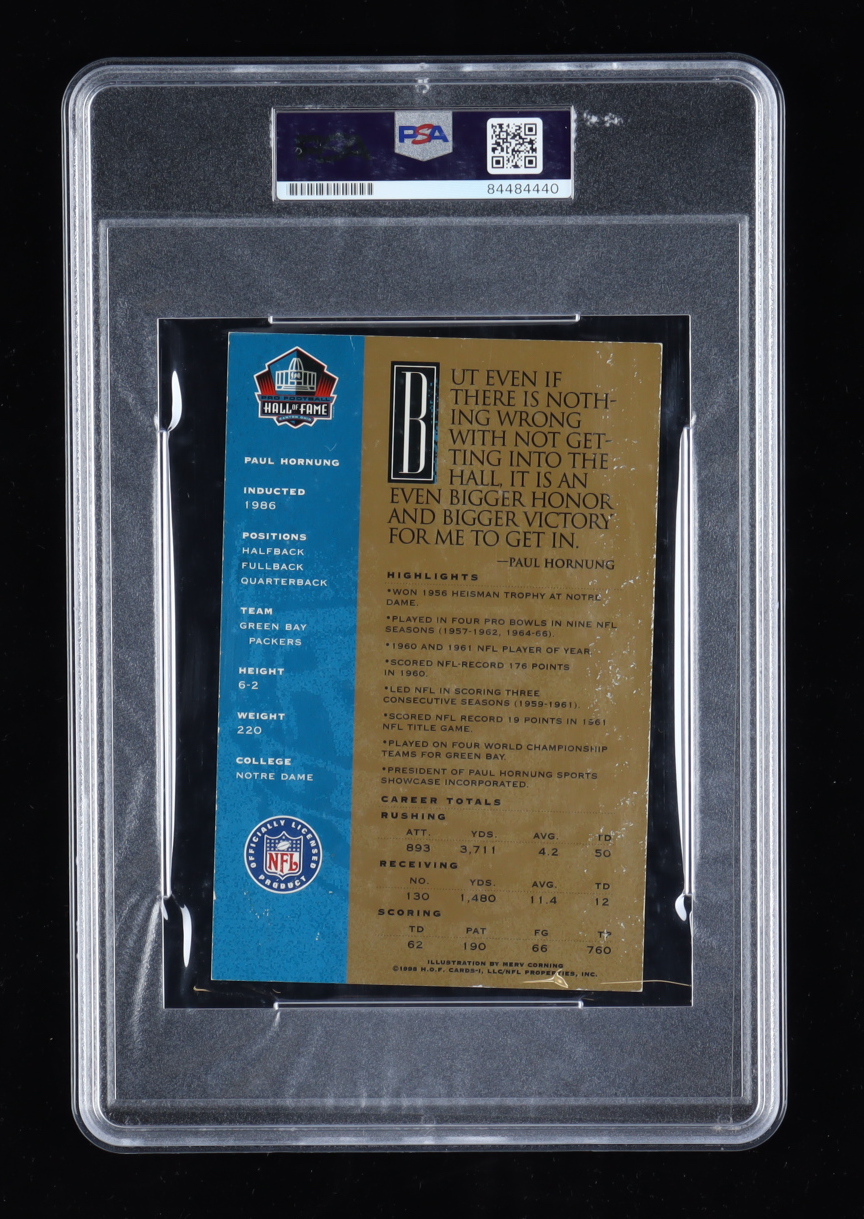 PSA
84484440
PRO FOOTBALL
HALL OF FAME
PAUL HORNUNG
INDUCTED
1986
POSITIONS
HALFBACK
FULLBACK
QUARTERBACK
TEAM
GREEN BAY
PACKERS
HEIGHT
6-2
WEIGHT
220
COLLEGE
NOTRE DAME
OFFICIALLY LICENSED
NFL
PRODUCT
BUT EVEN IF
THERE IS NOTH-
ING WRONG
WITH NOT GET-
TING INTO THE
HALL, IT IS AN
EVEN BIGGER HONOR
AND BIGGER VICTORY
FOR ME TO GET IN.
—PAUL HORNUNG
HIGHLIGHTS
*WON 1956 HEISMAN TROPHY AT NOTRE
DAME.
*PLAYED IN FOUR PRO BOWLS IN NINE NFL
SEASONS (1957-1962, 1964-66).
*1960 AND 1961 NFL PLAYER OF YEAR.
*SCORED NFL-RECORD 176 POINTS
IN 1960.
*LED NFL IN SCORING THREE
CONSECUTIVE SEASONS (1959-1961).
*SCORED NFL RECORD 19 POINTS IN 1961
NFL TITLE GAME.
*PLAYED ON FOUR WORLD CHAMPIONSHIP
TEAMS FOR GREEN BAY.
*PRESIDENT OF PAUL HORNUNG SPORTS
SHOWCASE INCORPORATED.
CAREER TOTALS
RUSHING
ATT. YDS. AVG. TD
893 3,711 4.2 50
RECEIVING
NO. YDS. AVG. TD
130 1,480 11.4 12
SCORING
TD PAT FG TP
62 190 66 760
ILLUSTRATION BY MERV CORNING
H.O.F. CARDS-I, LLC/NFL PROPERTIES, INC.